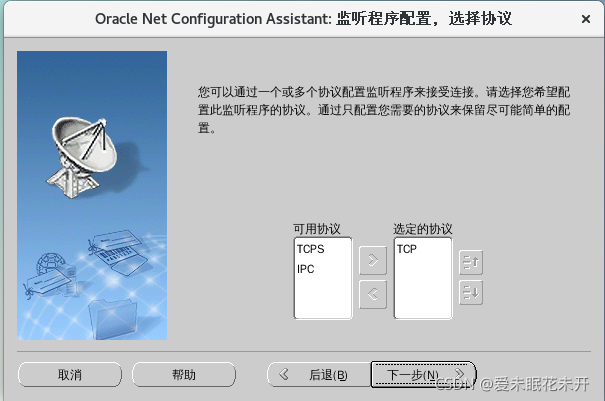 Oracle Net Configuration Assistant: 监听程序配置，选择协议
您可以通过一个或多个协议配置监听程序来接受连接。请选择您希望配
置此监听程序的协议。通过只配置您需要的协议来保留尽可能简单的配
置。
可用协议
选定的协议
TCPS
IPC
TCP
取消
帮助
后退(B)
下一步(N)
CSDN @爱未眠花未开